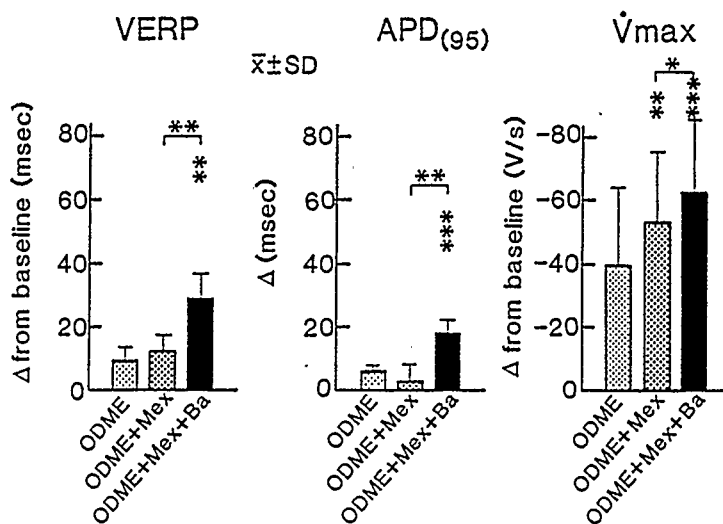 VERP
APD(95)
V̇max
x̄±SD
Δ from baseline (msec)
80
60
40
20
0
**
**
ODME
ODME+Mex
ODME+Mex+Ba
Δ (msec)
80
60
40
20
0
**
***
ODME
ODME+Mex
ODME+Mex+Ba
Δ from baseline (V/s)
-80
-60
-40
-20
0
*
**
***
ODME
ODME+Mex
ODME+Mex+Ba